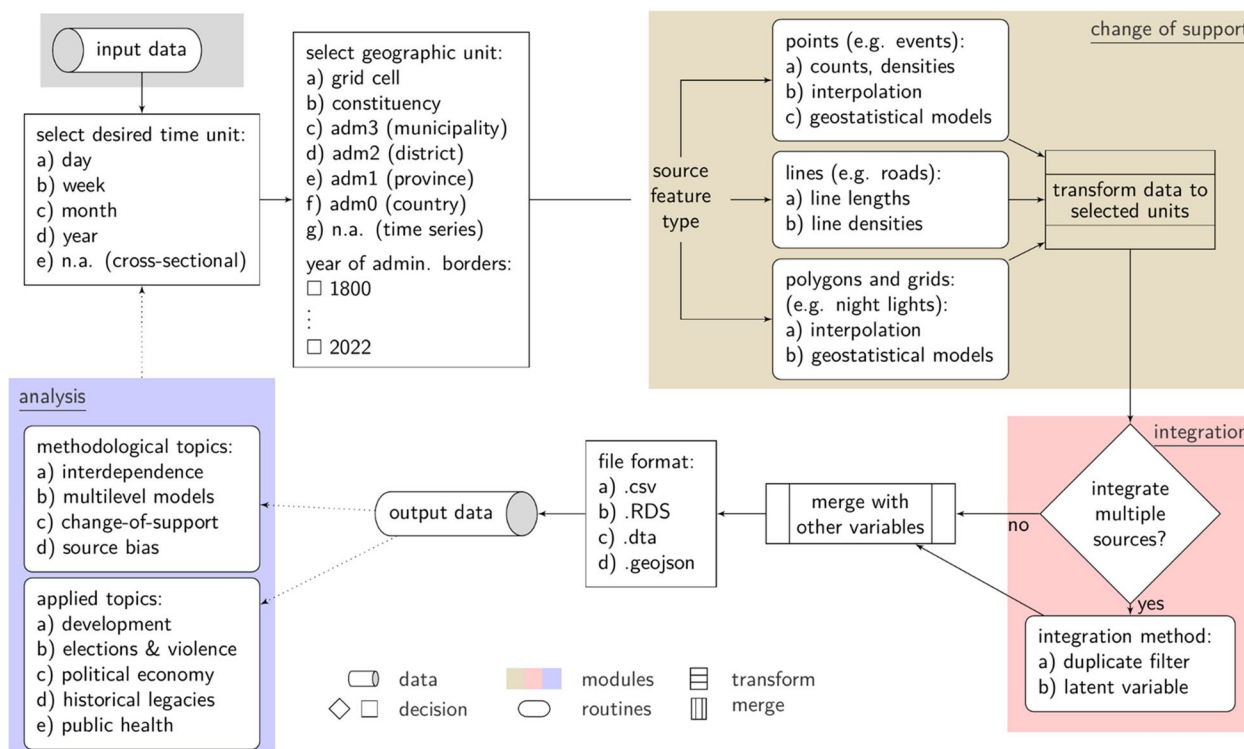 input data
select desired time unit:
a) day
b) week
c) month
d) year
e) n.a. (cross-sectional)
select geographic unit:
a) grid cell
b) constituency
c) adm3 (municipality)
d) adm2 (district)
e) adm1 (province)
f) adm0 (country)
g) n.a. (time series)
year of admin. borders:
1800
⋮
2022
change of support
source
feature
type
points (e.g. events):
a) counts, densities
b) interpolation
c) geostatistical models
lines (e.g. roads):
a) line lengths
b) line densities
polygons and grids:
(e.g. night lights):
a) interpolation
b) geostatistical models
transform data to
selected units
integration
integrate
multiple
sources?
no
yes
integration method:
a) duplicate filter
b) latent variable
merge with
other variables
file format:
a) .csv
b) .RDS
c) .dta
d) .geojson
output data
analysis
methodological topics:
a) interdependence
b) multilevel models
c) change-of-support
d) source bias
applied topics:
a) development
b) elections & violence
c) political economy
d) historical legacies
e) public health
data
modules
transform
decision
routines
merge